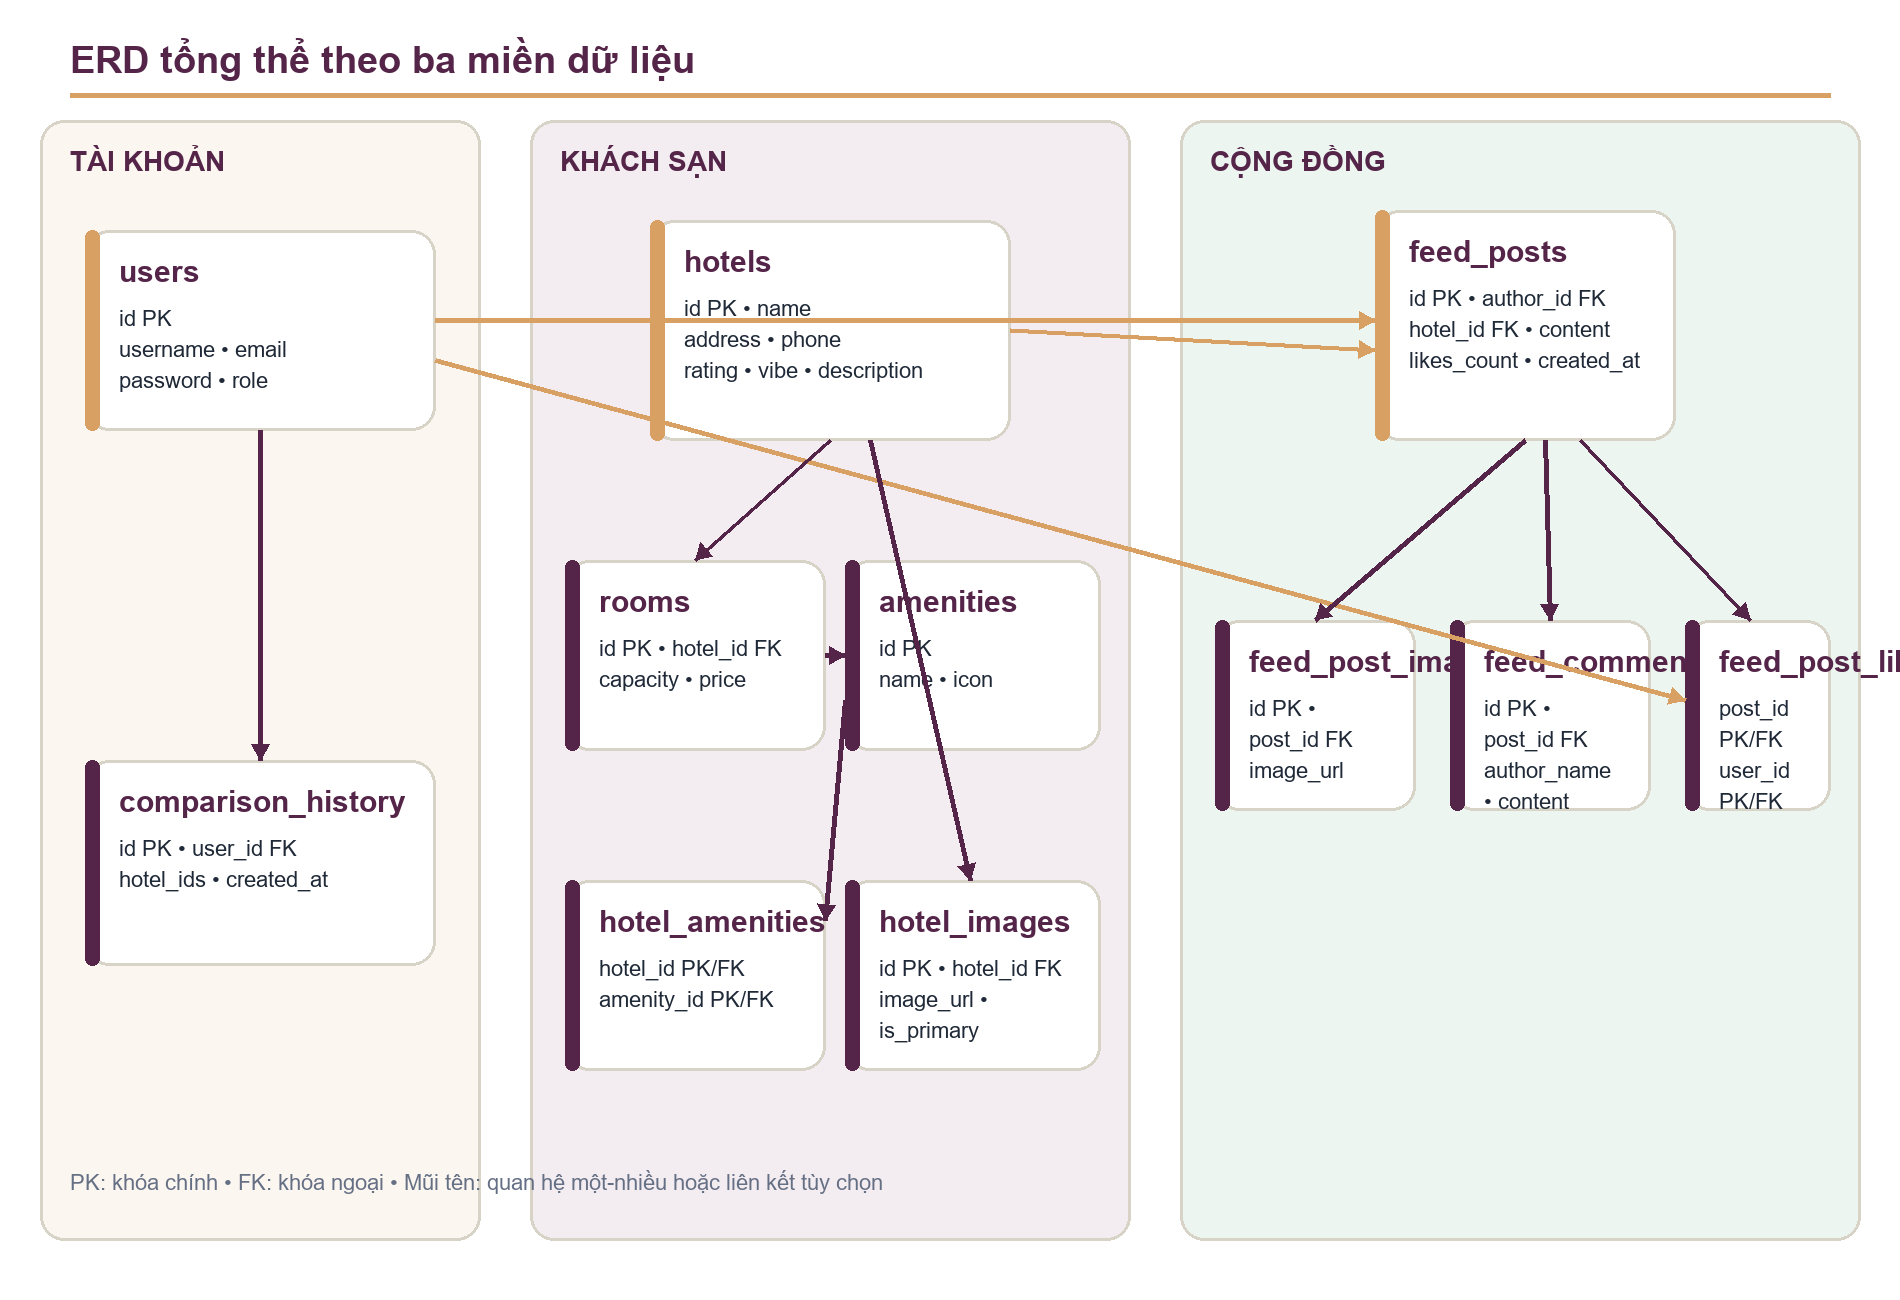 ERD tổng thể theo ba miền dữ liệu
TÀI KHOẢN
users
id PK
username • email
password • role
comparison_history
id PK • user_id FK
hotel_ids • created_at
KHÁCH SẠN
hotels
id PK • name
address • phone
rating • vibe • description
rooms
id PK • hotel_id FK
capacity • price
amenities
id PK
name • icon
hotel_amenities
hotel_id PK/FK
amenity_id PK/FK
hotel_images
id PK • hotel_id FK
image_url •
is_primary
CỘNG ĐỒNG
feed_posts
id PK • author_id FK
hotel_id FK • content
likes_count • created_at
feed_post_ima
id PK •
post_id FK
image_url
feed_commen
id PK •
post_id FK
author_name
• content
feed_post_lik
post_id
PK/FK
user_id
PK/FK
PK: khóa chính • FK: khóa ngoại • Mũi tên: quan hệ một-nhiều hoặc liên kết tùy chọn